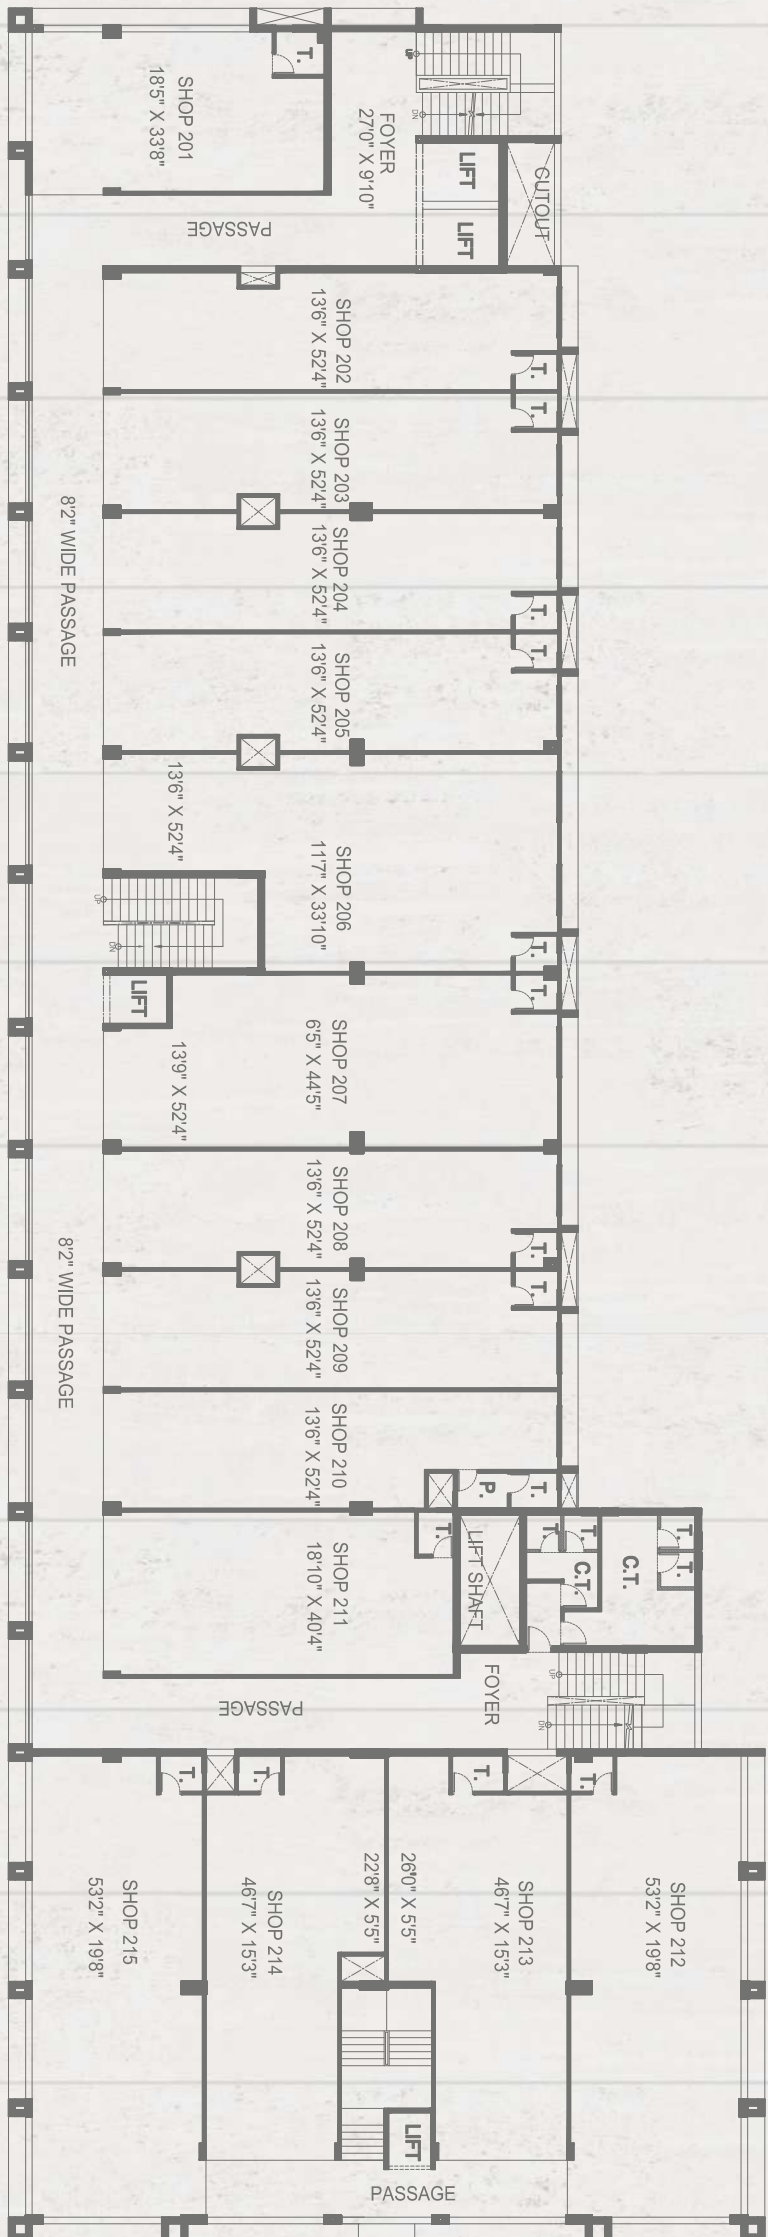 T.
SHOP 201
18'5" X 33'8"
FOYER
27'0" X 9'10"
UP
DN
LIFT
LIFT
CUTOUT
PASSAGE
SHOP 202
13'6" X 52'4"
T.
T.
SHOP 203
13'6" X 52'4"
8'2" WIDE PASSAGE
SHOP 204
13'6" X 52'4"
T.
T.
SHOP 205
13'6" X 52'4"
13'6" X 52'4"
SHOP 206
11'7" X 33'10"
UP
DN
T.
T.
LIFT
SHOP 207
6'5" X 44'5"
13'9" X 52'4"
SHOP 208
13'6" X 52'4"
T.
T.
8'2" WIDE PASSAGE
SHOP 209
13'6" X 52'4"
SHOP 210
13'6" X 52'4"
P.
T.
SHOP 211
18'10" X 40'4"
T.
LIFT SHAFT
T.
T.
C.T.
C.T.
T.
T.
FOYER
UP
DN
PASSAGE
T.
T.
T.
T.
SHOP 212
53'2" X 19'8"
SHOP 213
46'7" X 15'3"
26'0" X 5'5"
22'8" X 5'5"
SHOP 214
46'7" X 15'3"
SHOP 215
53'2" X 19'8"
LIFT
PASSAGE